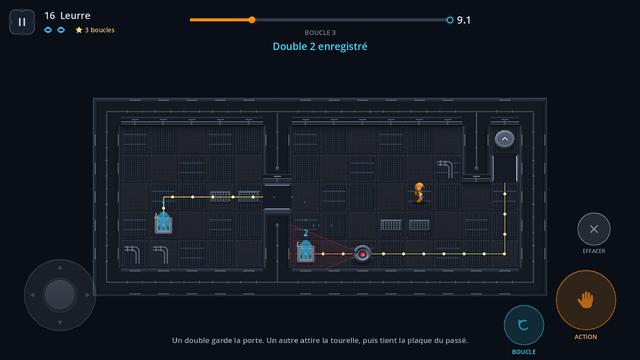 16 Leurre
3 boucles
9.1
BOUCLE 3
Double 2 enregistré
2
EFFACER
ACTION
BOUCLE
Un double garde la porte. Un autre attire la tourelle, puis tient la plaque du passé.